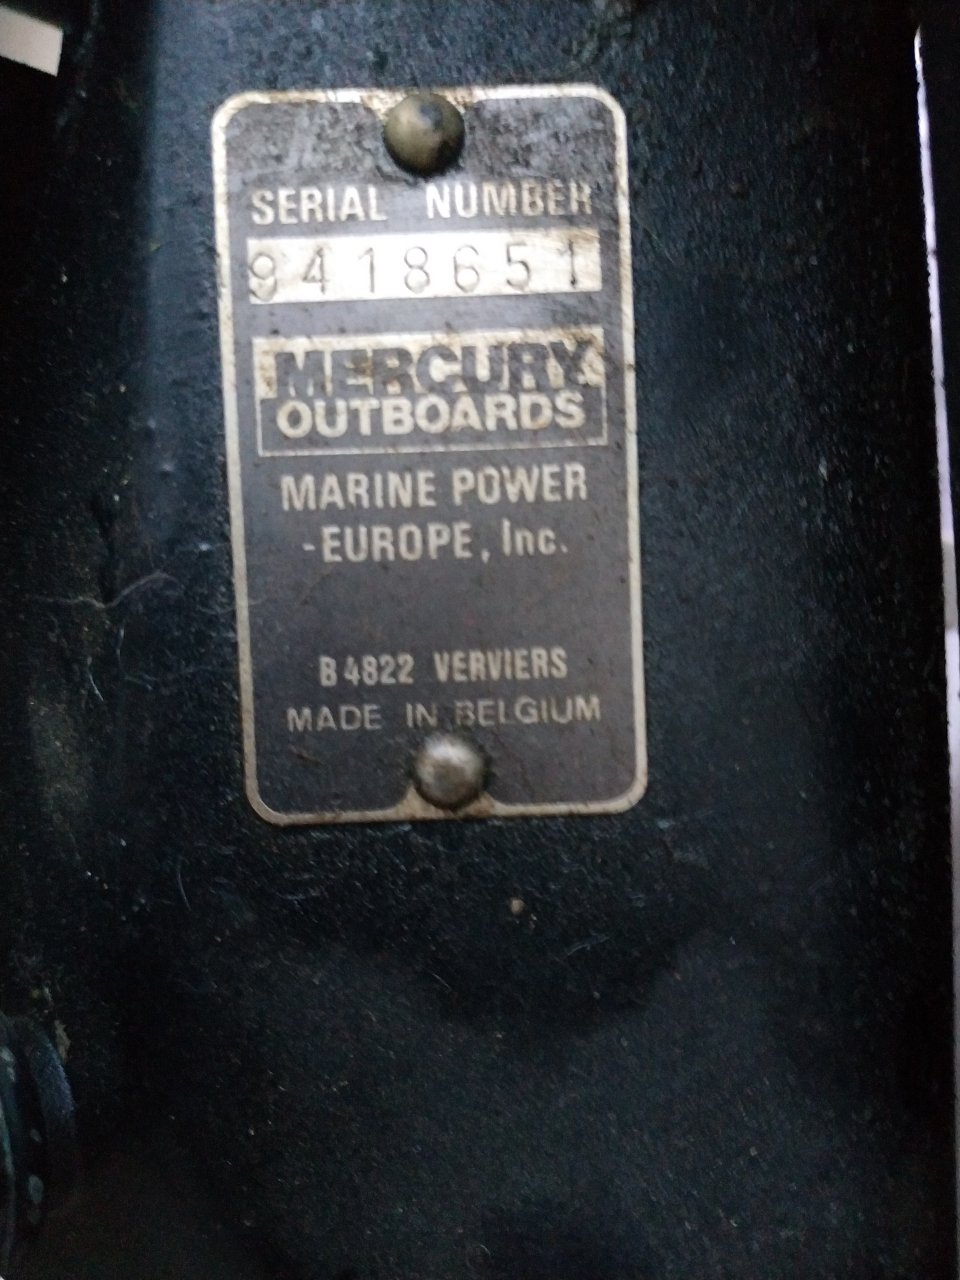 SERIAL NUMBER
9418651
MERCURY
OUTBOARDS
MARINE POWER
-EUROPE, Inc.
B 4822 VERVIERS
MADE IN BELGIUM